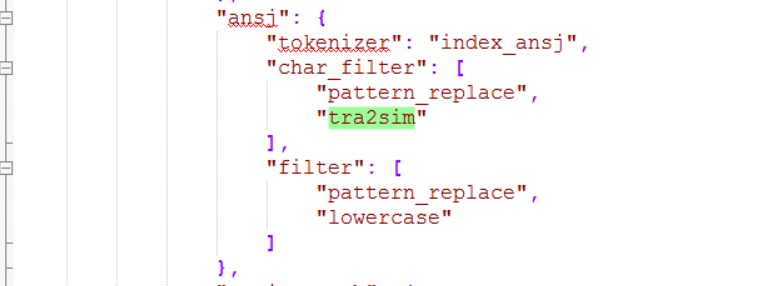 "ansj": {
"tokenizer": "index_ansj",
"char_filter": [
"pattern_replace",
"tra2sim"
],
"filter": [
"pattern_replace",
"lowercase"
]
},